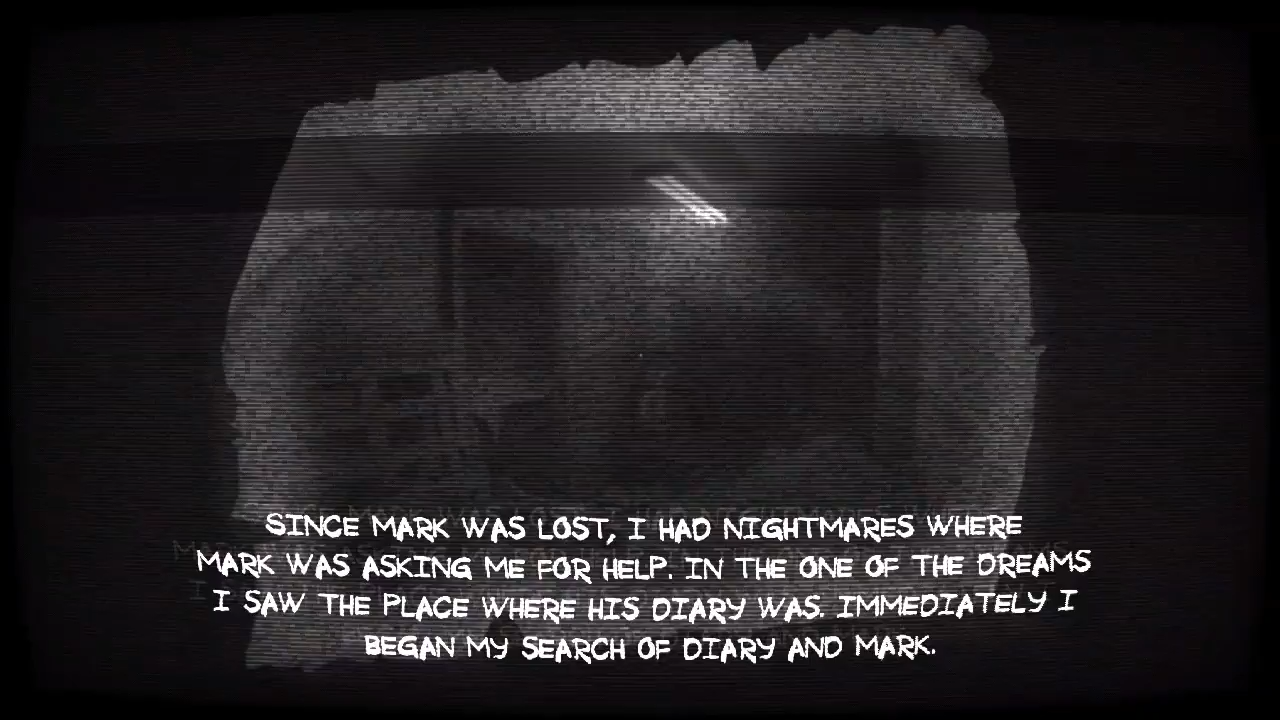 SINCE MARK WAS LOST, I HAD NIGHTMARES WHERE
MARK WAS ASKING ME FOR HELP. IN THE ONE OF THE DREAMS
I SAW THE PLACE WHERE HIS DIARY WAS. IMMEDIATELY I
BEGAN MY SEARCH OF DIARY AND MARK.